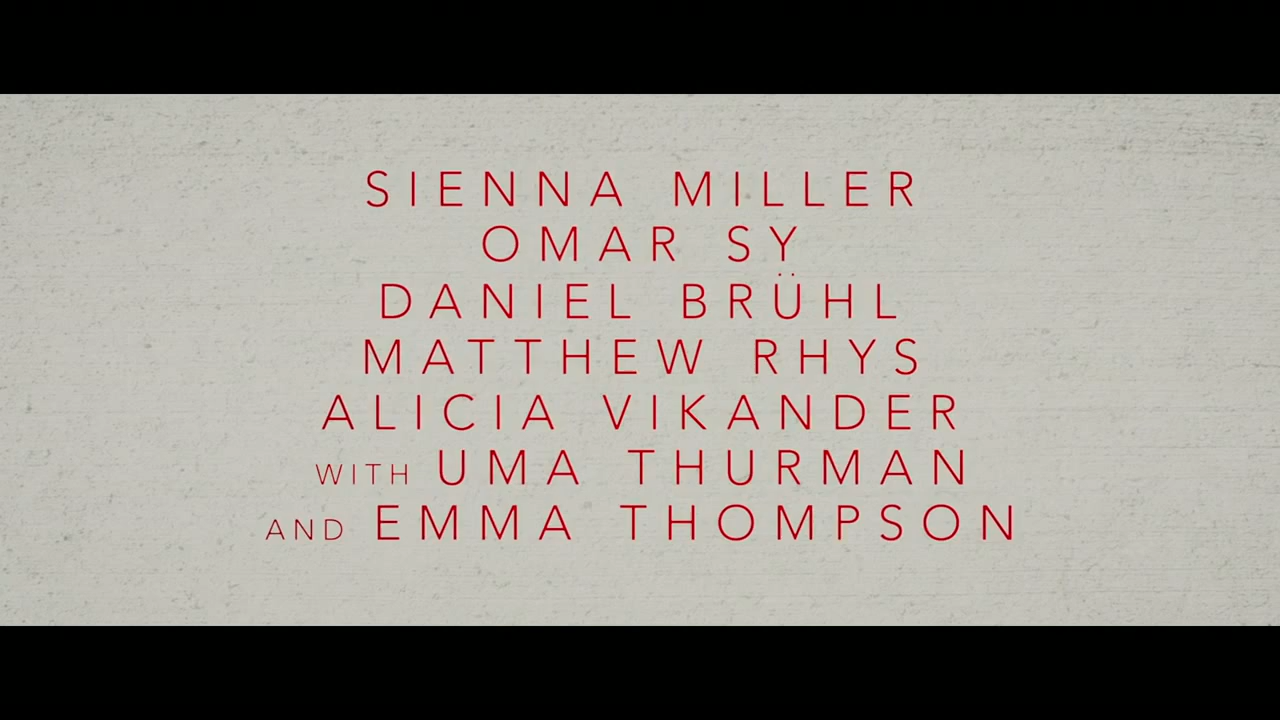 SIENNA MILLER
OMAR SY
DANIEL BRÜHL
MATTHEW RHYS
ALICIA VIKANDER
WITH UMA THURMAN
AND EMMA THOMPSON